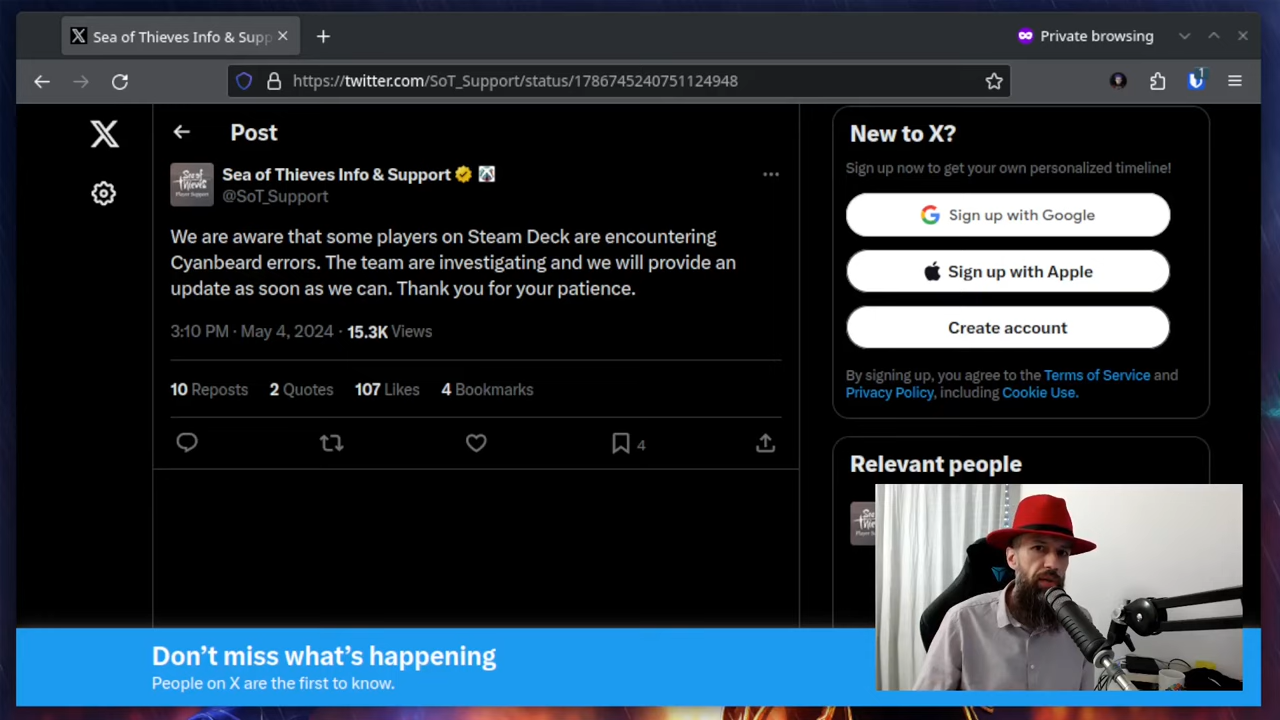 Sea of Thieves Info & Supp
Private browsing
https://twitter.com/SoT_Support/status/1786745240751124948
1
Post
Sea of Thieves Info & Support
@SoT_Support
We are aware that some players on Steam Deck are encountering
Cyanbeard errors. The team are investigating and we will provide an
update as soon as we can. Thank you for your patience.
3:10 PM · May 4, 2024 · 15.3K Views
10 Reposts 2 Quotes 107 Likes 4 Bookmarks
4
New to X?
Sign up now to get your own personalized timeline!
Sign up with Google
Sign up with Apple
Create account
By signing up, you agree to the Terms of Service and
Privacy Policy, including Cookie Use.
Relevant people
Don’t miss what’s happening
People on X are the first to know.